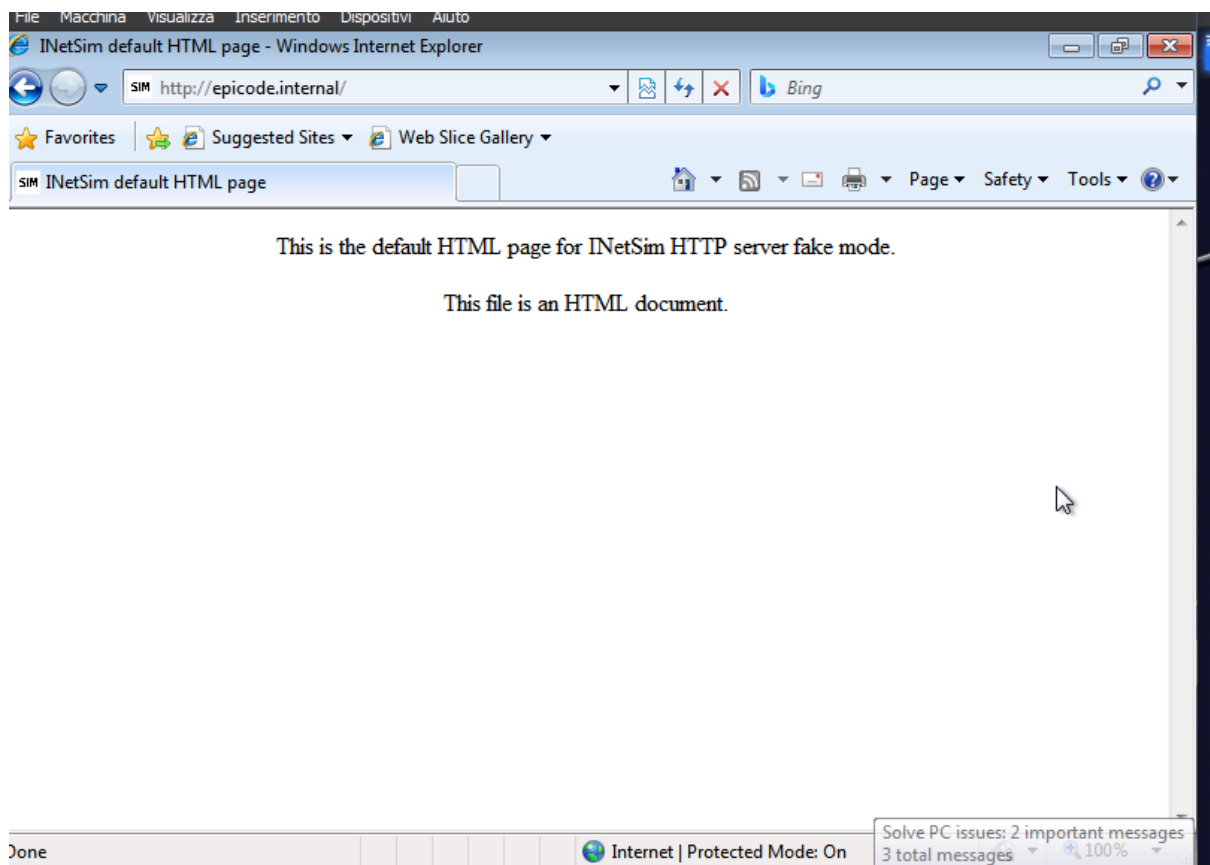 File Macchina Visualizza Inserimento Dispositivi Aiuto
INetSim default HTML page - Windows Internet Explorer
SIM http://epicode.internal/ Bing
Favorites Suggested Sites Web Slice Gallery
SIM INetSim default HTML page Page Safety Tools
This is the default HTML page for INetSim HTTP server fake mode.
This file is an HTML document.
Solve PC issues: 2 important messages
Done Internet | Protected Mode: On 3 total messages 100%